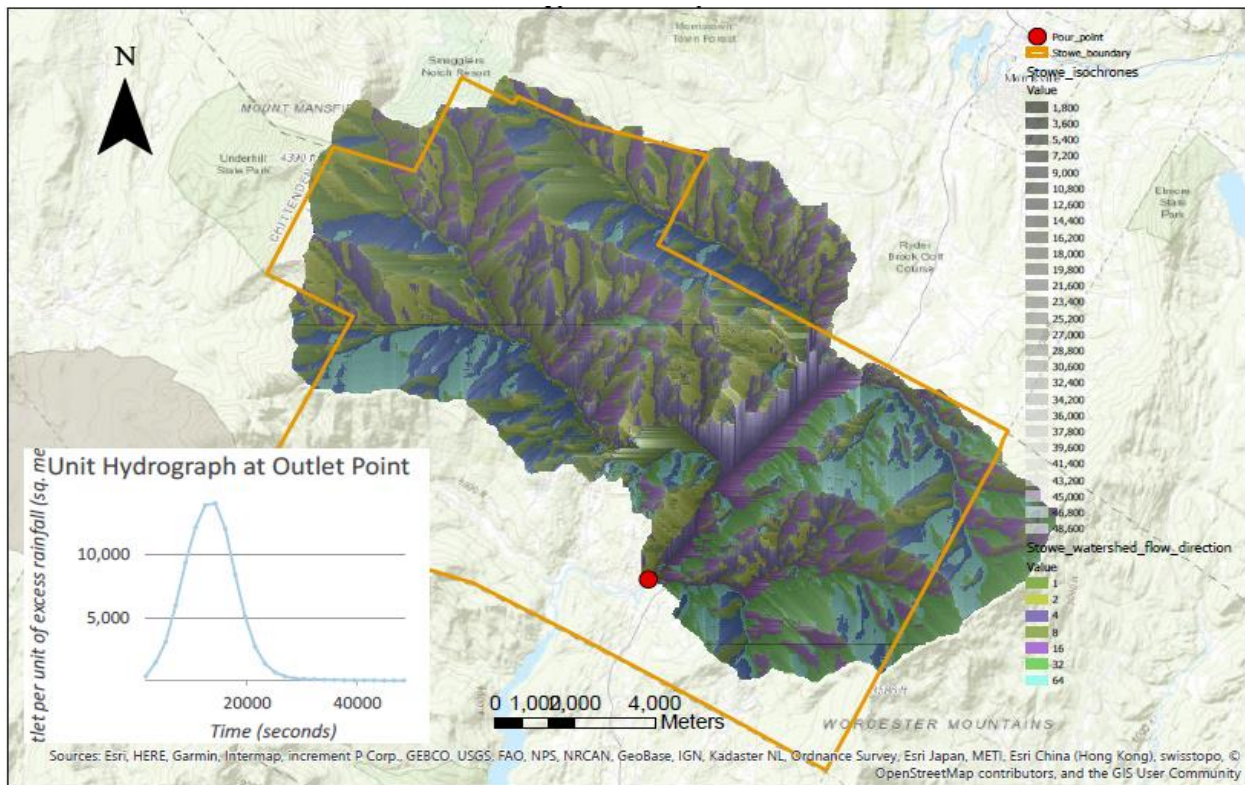 N
Morristown
Town Forest
Smugglers
Notch Resort
MOUNT MANSFI
Underhill
State Park
4390 ft
CHITTENDEN
Ryder
Brook Golf
Course
Elmore
State
Park
Pour_point
Stowe_boundary
Stowe_isochrones
Value
1,800
3,600
5,400
7,200
9,000
10,800
12,600
14,400
16,200
18,000
19,800
21,600
23,400
25,200
27,000
28,800
30,600
32,400
34,200
36,000
37,800
39,600
41,400
43,200
45,000
46,800
48,600
Stowe_watershed_flow_direction
Value
1
2
4
8
16
32
64
Unit Hydrograph at Outlet Point
tlet per unit of excess rainfall (sq. me
10,000
5,000
20000
40000
Time (seconds)
0 1,000 2,000 4,000
Meters
WORCESTER MOUNTAINS
Sources: Esri, HERE, Garmin, Intermap, increment P Corp., GEBCO, USGS, FAO, NPS, NRCAN, GeoBase, IGN, Kadaster NL, Ordnance Survey, Esri Japan, METI, Esri China (Hong Kong), swisstopo, ©
OpenStreetMap contributors, and the GIS User Community